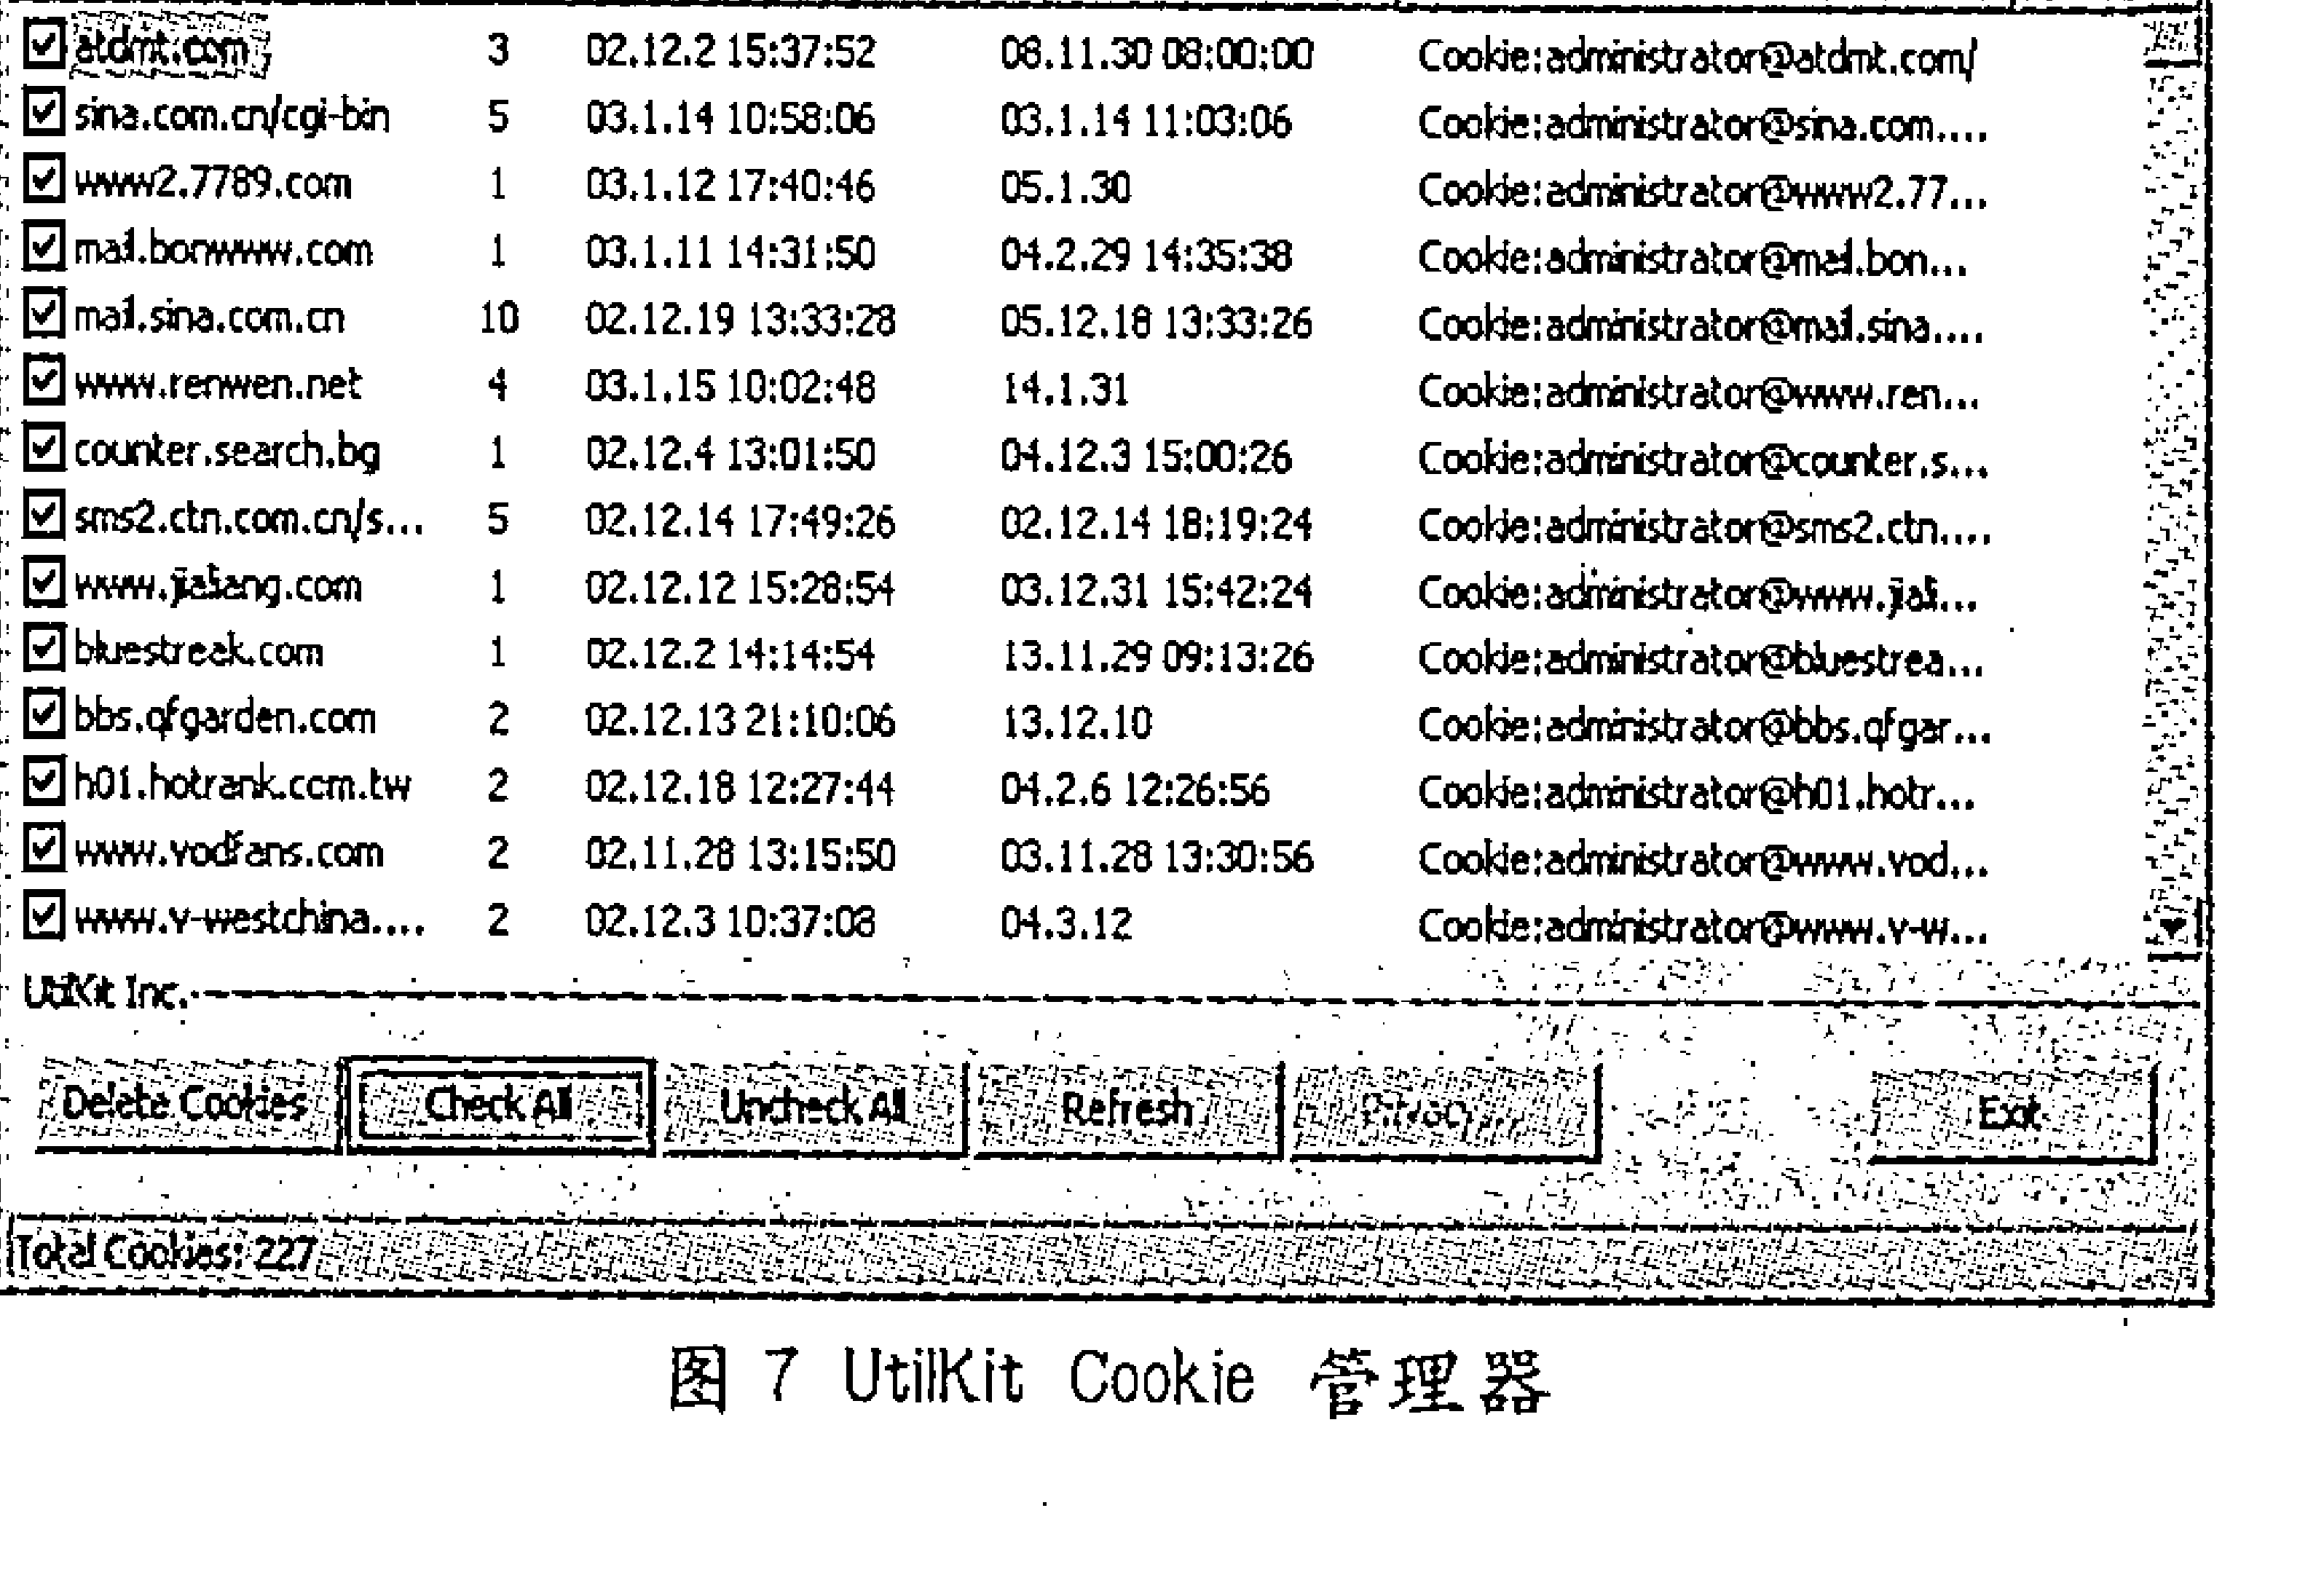 atdmt.com 3 02.12.2 15:37:52 08.11.30 08:00:00 Cookie:administrator@atdmt.com/
sina.com.cn/cgi-bin 5 03.1.14 10:58:06 03.1.14 11:03:06 Cookie:administrator@sina.com....
www2.7789.com 1 03.1.12 17:40:46 05.1.30 Cookie:administrator@www2.77...
mail.bonwww.com 1 03.1.11 14:31:50 04.2.29 14:35:38 Cookie:administrator@mail.bon...
mail.sina.com.cn 10 02.12.19 13:33:28 05.12.18 13:33:26 Cookie:administrator@mail.sina....
www.renwen.net 4 03.1.15 10:02:48 14.1.31 Cookie:administrator@www.ren...
counter.search.bg 1 02.12.4 13:01:50 04.12.3 15:00:26 Cookie:administrator@counter.s...
sms2.ctn.com.cn/s... 5 02.12.14 17:49:26 02.12.14 18:19:24 Cookie:administrator@sms2.ctn....
www.jialiang.com 1 02.12.12 15:28:54 03.12.31 15:42:24 Cookie:administrator@www.jiali...
bluestreak.com 1 02.12.2 14:14:54 13.11.29 09:13:26 Cookie:administrator@bluestrea...
bbs.qfgarden.com 2 02.12.13 21:10:06 13.12.10 Cookie:administrator@bbs.qfgar...
h01.hotrank.com.tw 2 02.12.18 12:27:44 04.2.6 12:26:56 Cookie:administrator@h01.hotr...
www.vodfans.com 2 02.11.28 13:15:50 03.11.28 13:30:56 Cookie:administrator@www.vod...
www.v-westchina.... 2 02.12.3 10:37:08 04.3.12 Cookie:administrator@www.v-w...
UtilKit Inc.
Delete Cookies Check All Uncheck All Refresh Exit
Total Cookies: 227
图 7 UtilKit Cookie 管理器